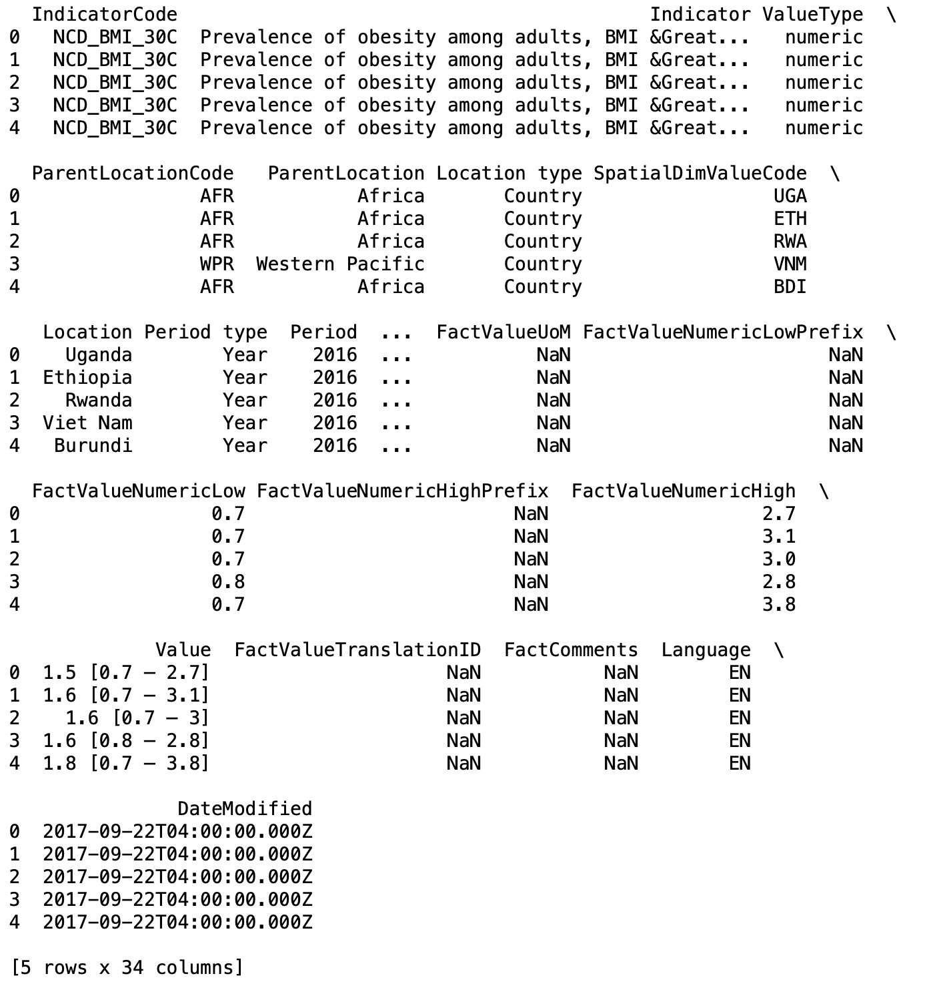 IndicatorCode Indicator ValueType \
0 NCD_BMI_30C Prevalence of obesity among adults, BMI &Great... numeric
1 NCD_BMI_30C Prevalence of obesity among adults, BMI &Great... numeric
2 NCD_BMI_30C Prevalence of obesity among adults, BMI &Great... numeric
3 NCD_BMI_30C Prevalence of obesity among adults, BMI &Great... numeric
4 NCD_BMI_30C Prevalence of obesity among adults, BMI &Great... numeric
ParentLocationCode ParentLocation Location type SpatialDimValueCode \
0 AFR Africa Country UGA
1 AFR Africa Country ETH
2 AFR Africa Country RWA
3 WPR Western Pacific Country VNM
4 AFR Africa Country BDI
Location Period type Period ... FactValueUoM FactValueNumericLowPrefix \
0 Uganda Year 2016 ... NaN NaN
1 Ethiopia Year 2016 ... NaN NaN
2 Rwanda Year 2016 ... NaN NaN
3 Viet Nam Year 2016 ... NaN NaN
4 Burundi Year 2016 ... NaN NaN
FactValueNumericLow FactValueNumericHighPrefix FactValueNumericHigh \
0 0.7 NaN 2.7
1 0.7 NaN 3.1
2 0.7 NaN 3.0
3 0.8 NaN 2.8
4 0.7 NaN 3.8
Value FactValueTranslationID FactComments Language \
0 1.5 [0.7 – 2.7] NaN NaN EN
1 1.6 [0.7 – 3.1] NaN NaN EN
2 1.6 [0.7 – 3] NaN NaN EN
3 1.6 [0.8 – 2.8] NaN NaN EN
4 1.8 [0.7 – 3.8] NaN NaN EN
DateModified
0 2017-09-22T04:00:00.000Z
1 2017-09-22T04:00:00.000Z
2 2017-09-22T04:00:00.000Z
3 2017-09-22T04:00:00.000Z
4 2017-09-22T04:00:00.000Z
[5 rows x 34 columns]